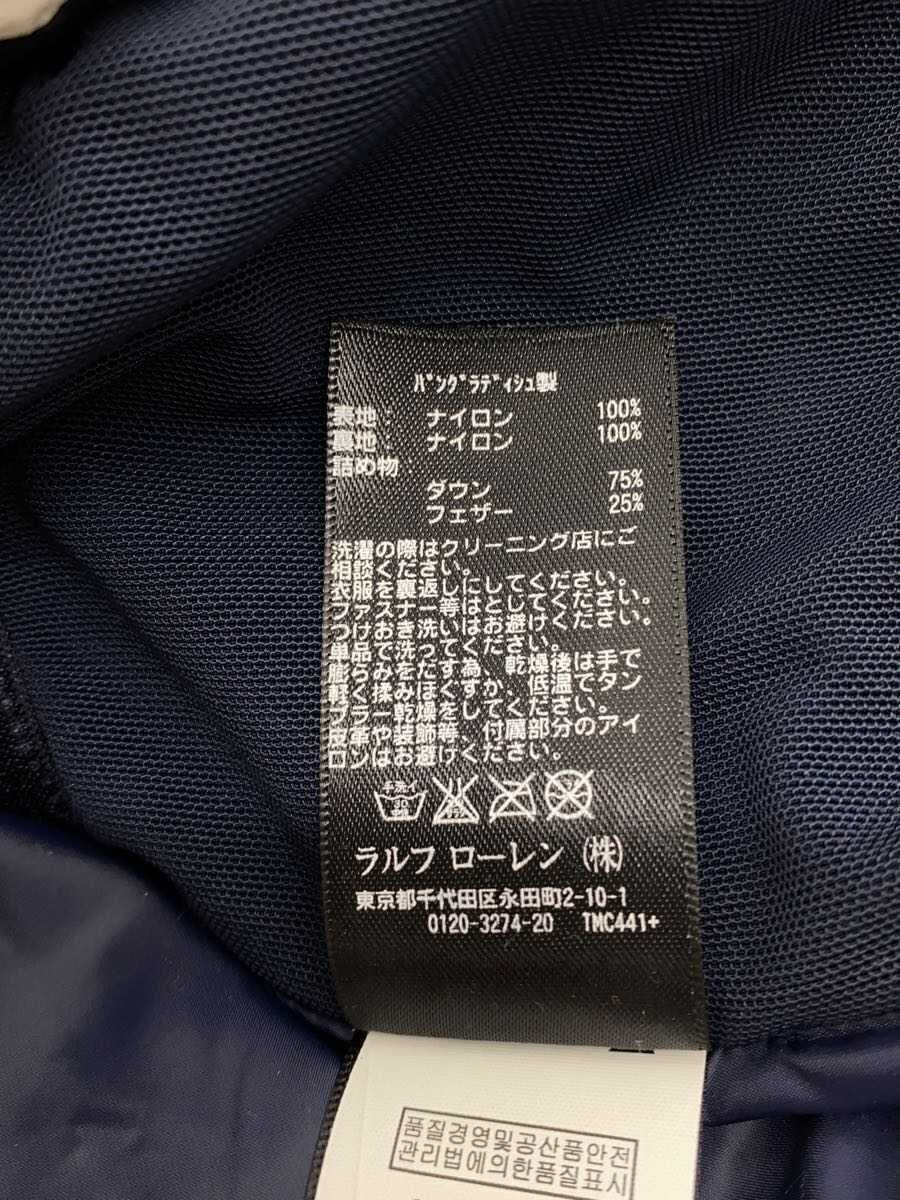 ﾊﾞﾝｸﾞﾗﾃﾞｨｼｭ製
表地 ナイロン 100%
裏地 ナイロン 100%
詰め物
ダウン 75%
フェザー 25%
洗濯の際はクリーニング店にご
相談ください。
衣服を裏返しにしてください。
ファスナー等はとしてください。
つけおき洗いはお避けください。
単品で洗ってください。
膨らみをだす為、乾燥後は手で
軽く揉みほぐすか、低温でタン
ブラー乾燥をしてください。
皮革や装飾等、付属部分のアイ
ロンはお避けください。
手洗イ
30
中性
ラルフ ローレン (株)
東京都千代田区永田町2-10-1
0120-3274-20 TMC441+
품질경영및공산품안전
관리법에의한품질표시